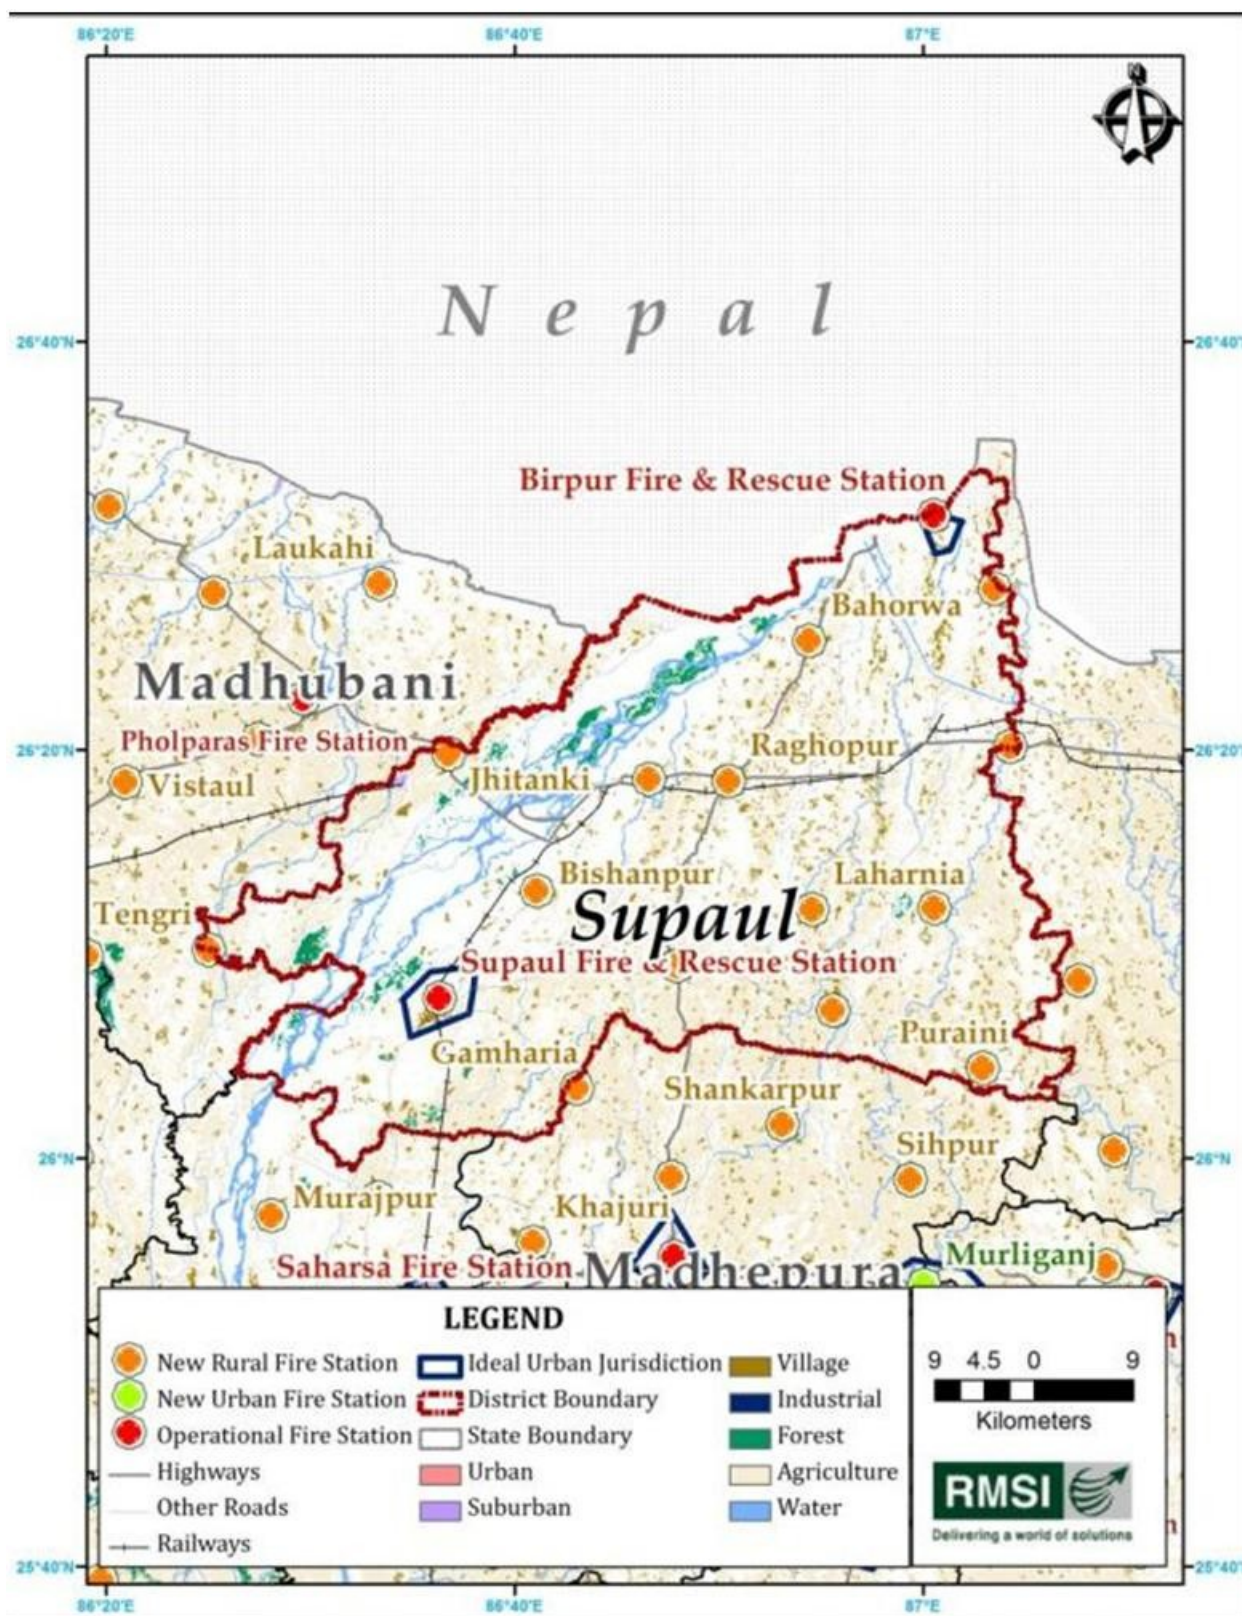 86°20'E 86°40'E 87°E
N
Nepal
26°40'N 26°40'
Birpur Fire & Rescue Station
Laukahi
Bahorwa
Madhubani
Pholparas Fire Station
Raghopur
26°20'N 26°20'
Vistaul
Jhitanki
Bishanpur
Laharnia
Supaul
Tengri
Supaul Fire & Rescue Station
Puraini
Gamharia
Shankarpur
Sihpur
26°N 26°N
Murajpur
Khajuri
Murliganj
Saharsa Fire Station
Madhepura
LEGEND
New Rural Fire Station
New Urban Fire Station
Operational Fire Station
Highways
Other Roads
Railways
Ideal Urban Jurisdiction
District Boundary
State Boundary
Urban
Suburban
Village
Industrial
Forest
Agriculture
Water
9 4.5 0 9
Kilometers
RMSI
Delivering a world of solutions
25°40'N 25°40'
86°20'E 86°40'E 87°E